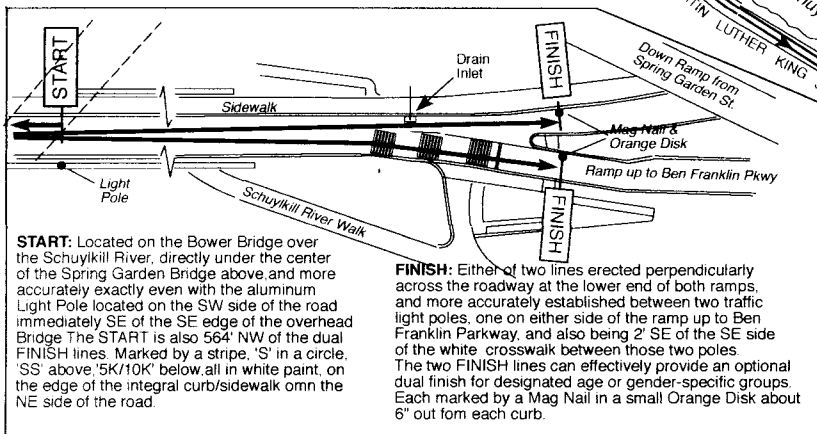 TIN LUTHER KING
START
FINISH
Drain
Inlet
Down Ramp from
Spring Garden St.
Sidewalk
Mag Nail &
Orange Disk
Ramp up to Ben Franklin Pkwy
Light
Pole
Schuylkill River Walk
FINISH
START: Located on the Bower Bridge over
the Schuylkill River, directly under the center
of the Spring Garden Bridge above,and more
accurately exactly even with the aluminum
Light Pole located on the SW side of the road
immediately SE of the SE edge of the overhead
Bridge The START is also 564' NW of the dual
FINISH lines. Marked by a stripe, 'S' in a circle,
'SS' above,'5K/10K' below,all in white paint, on
the edge of the integral curb/sidewalk omn the
NE side of the road.
FINISH: Either of two lines erected perpendicularly
across the roadway at the lower end of both ramps,
and more accurately established between two traffic
light poles, one on either side of the ramp up to Ben
Franklin Parkway, and also being 2' SE of the SE side
of the white crosswalk between those two poles.
The two FINISH lines can effectively provide an optional
dual finish for designated age or gender-specific groups.
Each marked by a Mag Nail in a small Orange Disk about
6" out fom each curb.